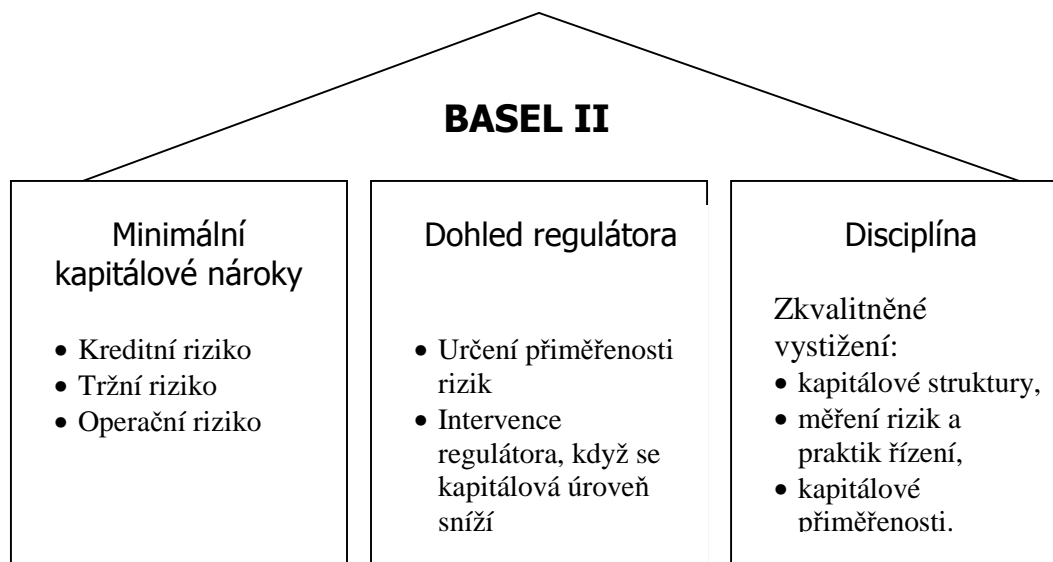 BASEL II
Minimální
kapitálové nároky
• Kreditní riziko
• Tržní riziko
• Operační riziko
Dohled regulátora
• Určení přiměřenosti
rizik
• Intervence
regulátora, když se
kapitálová úroveň
sníží
Disciplína
Zkvalitněné
vystižení:
• kapitálové struktury,
• měření rizik a
praktik řízení,
• kapitálové
přiměřenosti.